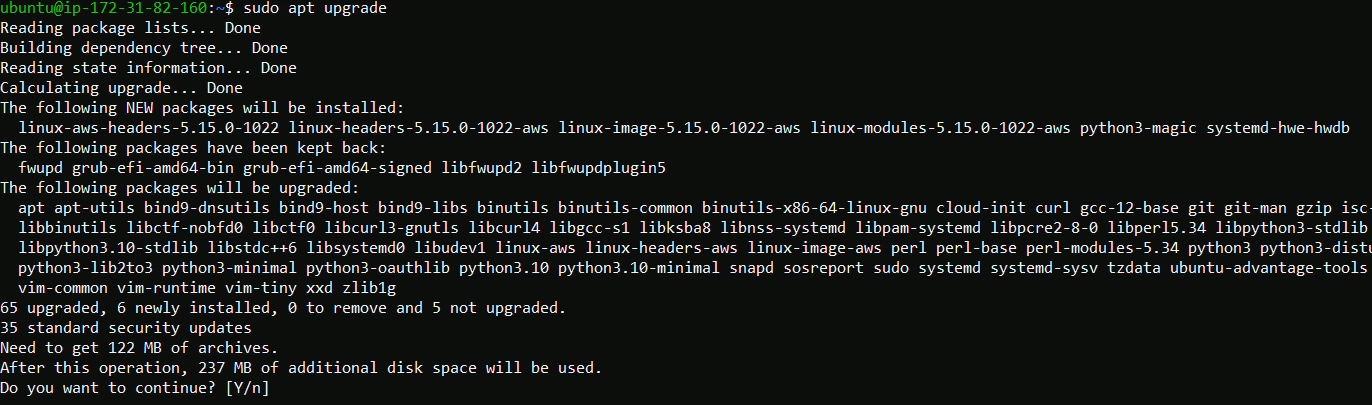 ubuntu@ip-172-31-82-160:~$ sudo apt upgrade
Reading package lists... Done
Building dependency tree... Done
Reading state information... Done
Calculating upgrade... Done
The following NEW packages will be installed:
  linux-aws-headers-5.15.0-1022 linux-headers-5.15.0-1022-aws linux-image-5.15.0-1022-aws linux-modules-5.15.0-1022-aws python3-magic systemd-hwe-hwdb
The following packages have been kept back:
  fwupd grub-efi-amd64-bin grub-efi-amd64-signed libfwupd2 libfwupdplugin5
The following packages will be upgraded:
  apt apt-utils bind9-dnsutils bind9-host bind9-libs binutils binutils-common binutils-x86-64-linux-gnu cloud-init curl gcc-12-base git git-man gzip isc-
  libbinutils libctf-nobfd0 libctf0 libcurl3-gnutls libcurl4 libgcc-s1 libksba8 libnss-systemd libpam-systemd libpcre2-8-0 libperl5.34 libpython3-stdlib
  libpython3.10-stdlib libstdc++6 libsystemd0 libudev1 linux-aws linux-headers-aws linux-image-aws perl perl-base perl-modules-5.34 python3 python3-distu
  python3-lib2to3 python3-minimal python3-oauthlib python3.10 python3.10-minimal snapd sosreport sudo systemd systemd-sysv tzdata ubuntu-advantage-tools
  vim-common vim-runtime vim-tiny xxd zlib1g
65 upgraded, 6 newly installed, 0 to remove and 5 not upgraded.
35 standard security updates
Need to get 122 MB of archives.
After this operation, 237 MB of additional disk space will be used.
Do you want to continue? [Y/n]